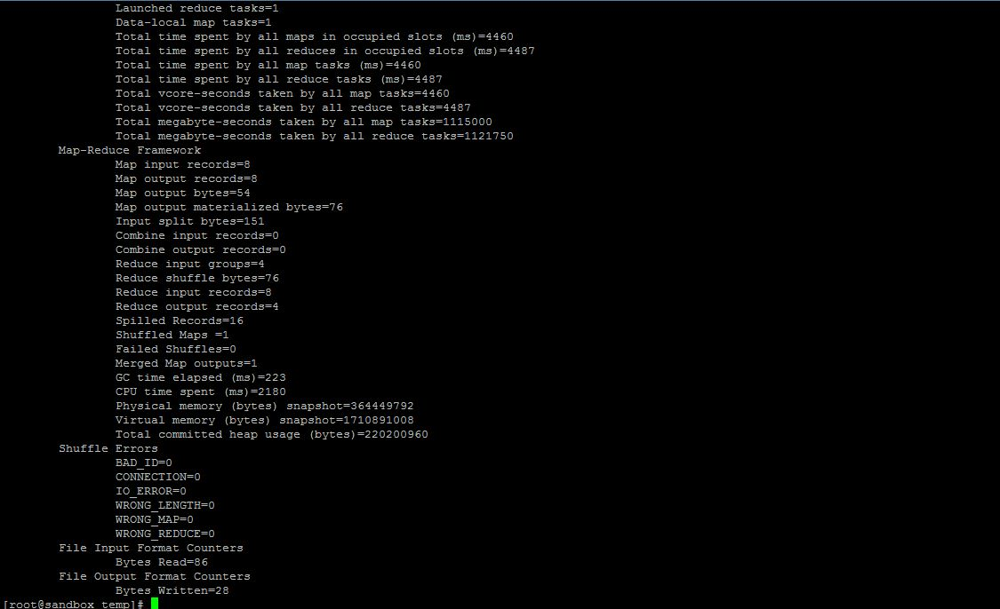 Launched reduce tasks=1
Data-local map tasks=1
Total time spent by all maps in occupied slots (ms)=4460
Total time spent by all reduces in occupied slots (ms)=4487
Total time spent by all map tasks (ms)=4460
Total time spent by all reduce tasks (ms)=4487
Total vcore-seconds taken by all map tasks=4460
Total vcore-seconds taken by all reduce tasks=4487
Total megabyte-seconds taken by all map tasks=1115000
Total megabyte-seconds taken by all reduce tasks=1121750
Map-Reduce Framework
Map input records=8
Map output records=8
Map output bytes=54
Map output materialized bytes=76
Input split bytes=151
Combine input records=0
Combine output records=0
Reduce input groups=4
Reduce shuffle bytes=76
Reduce input records=8
Reduce output records=4
Spilled Records=16
Shuffled Maps =1
Failed Shuffles=0
Merged Map outputs=1
GC time elapsed (ms)=223
CPU time spent (ms)=2180
Physical memory (bytes) snapshot=364449792
Virtual memory (bytes) snapshot=1710891008
Total committed heap usage (bytes)=220200960
Shuffle Errors
BAD_ID=0
CONNECTION=0
IO_ERROR=0
WRONG_LENGTH=0
WRONG_MAP=0
WRONG_REDUCE=0
File Input Format Counters
Bytes Read=86
File Output Format Counters
Bytes Written=28
[root@sandbox temp]#